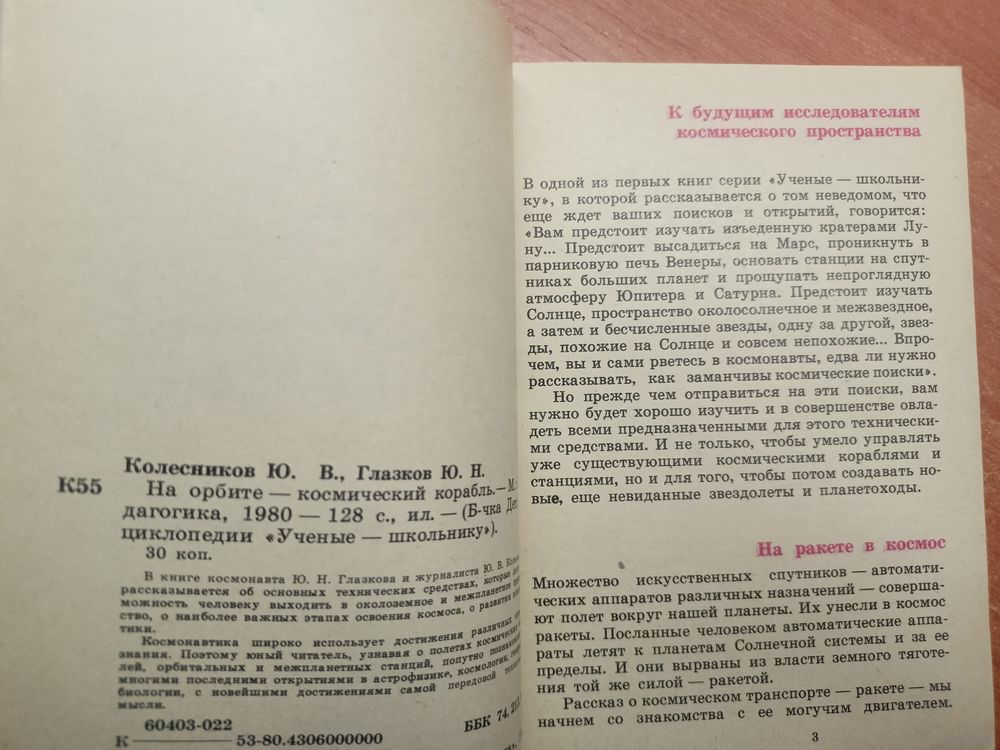 Колесников Ю. В., Глазков Ю. Н.
К55
На орбите — космический корабль.— М.:
дагогика, 1980 — 128 с., ил. — (Б-чка Дет.
циклопедии «Ученые — школьнику»).
30 коп.
В книге космонавта Ю. Н. Глазкова и журналиста Ю. В.
рассказывается об основных технических средствах, которые
можность человеку выходить в околоземное и межпланетное
ство, о наиболее важных этапах освоения космоса, о развитии
тики.
Космонавтика широко использует достижения различных
знания. Поэтому юный читатель, узнавая о полетах космических
лей, орбитальных и межпланетных станций, попутно
многими последними открытиями в астрофизике, космологии,
биологии, с новейшими достижениями самой передовой
мысли.
60403-022
К ——— 53-80.4306000000
ББК 74.
К будущим исследователям
космического пространства
В одной из первых книг серии «Ученые — школьни-
ку», в которой рассказывается о том неведомом, что
еще ждет ваших поисков и открытий, говорится:
«Вам предстоит изучать изъеденную кратерами Лу-
ну... Предстоит высадиться на Марс, проникнуть в
парниковую печь Венеры, основать станции на спут-
никах больших планет и прощупать непроглядную
атмосферу Юпитера и Сатурна. Предстоит изучать
Солнце, пространство околосолнечное и межзвездное,
а затем и бесчисленные звезды, одну за другой, звез-
ды, похожие на Солнце и совсем непохожие... Впро-
чем, вы и сами рветесь в космонавты, едва ли нужно
рассказывать, как заманчивы космические поиски».
Но прежде чем отправиться на эти поиски, вам
нужно будет хорошо изучить и в совершенстве овла-
деть всеми предназначенными для этого технически-
ми средствами. И не только, чтобы умело управлять
уже существующими космическими кораблями и
станциями, но и для того, чтобы потом создавать но-
вые, еще невиданные звездолеты и планетоходы.
На ракете в космос
Множество искусственных спутников — автомати-
ческих аппаратов различных назначений — соверша-
ют полет вокруг нашей планеты. Их унесли в космос
ракеты. Посланные человеком автоматические аппа-
раты летят к планетам Солнечной системы и за ее
пределы. И они вырваны из власти земного тяготе-
ния той же силой — ракетой.
Рассказ о космическом транспорте — ракете — мы
начнем со знакомства с ее могучим двигателем.
3